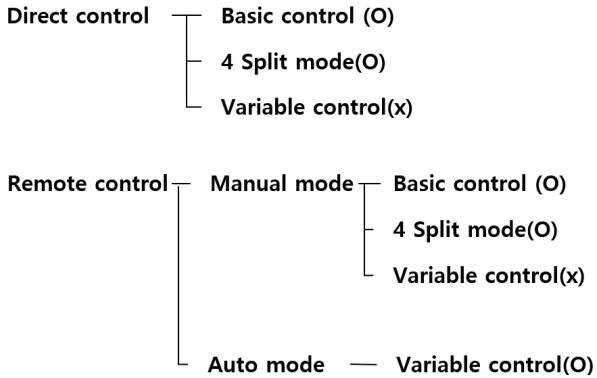 Direct control
Basic control (O)
4 Split mode(O)
Variable control(x)
Remote control
Manual mode
Basic control (O)
4 Split mode(O)
Variable control(x)
Auto mode
Variable control(O)